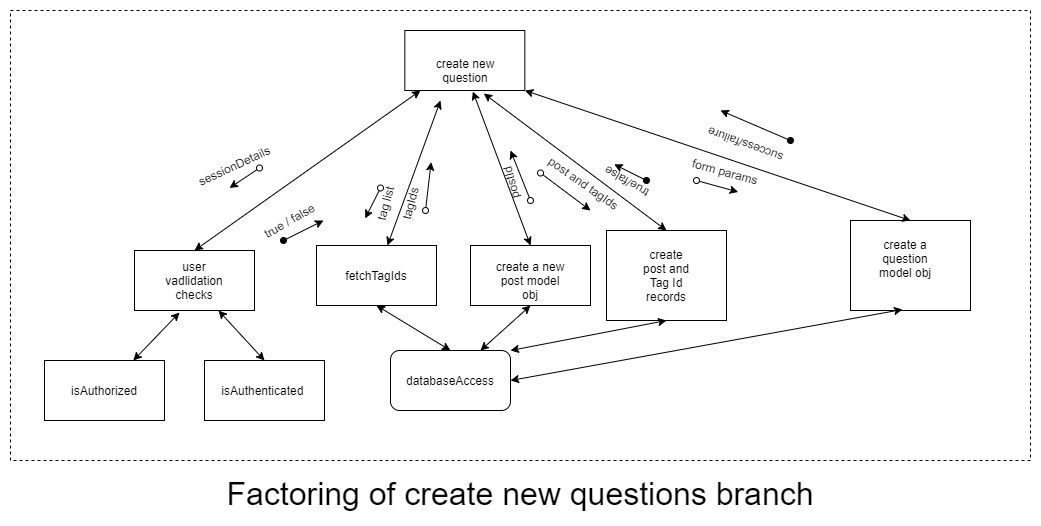 create new
question
success/failure
sessionDetails
post and tagIds
true/false
form params
tag list
tagIds
postId
true / false
user
vadlidation
checks
fetchTagIds
create a new
post model
obj
create
post and
Tag Id
records
create a
question
model obj
isAuthorized
isAuthenticated
databaseAccess
Factoring of create new questions branch